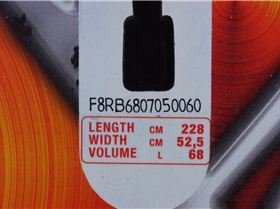 F8RB6807050060
LENGTH CM 228
WIDTH CM 52,5
VOLUME L 68